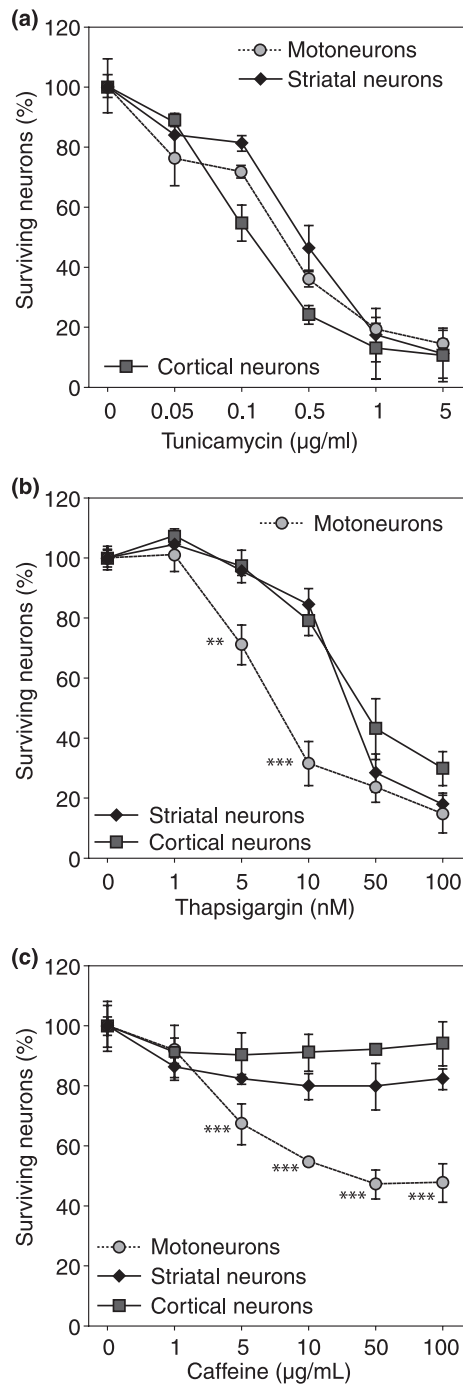 (a)
120
100
80
60
40
20
0
Surviving neurons (%)
Motoneurons
Striatal neurons
Cortical neurons
0 0.05 0.1 0.5 1 5
Tunicamycin (μg/ml)
(b)
120
100
80
60
40
20
0
Surviving neurons (%)
Motoneurons
**
***
Striatal neurons
Cortical neurons
0 1 5 10 50 100
Thapsigargin (nM)
(c)
120
100
80
60
40
20
0
Surviving neurons (%)
***
***
***
***
Motoneurons
Striatal neurons
Cortical neurons
0 1 5 10 50 100
Caffeine (μg/mL)